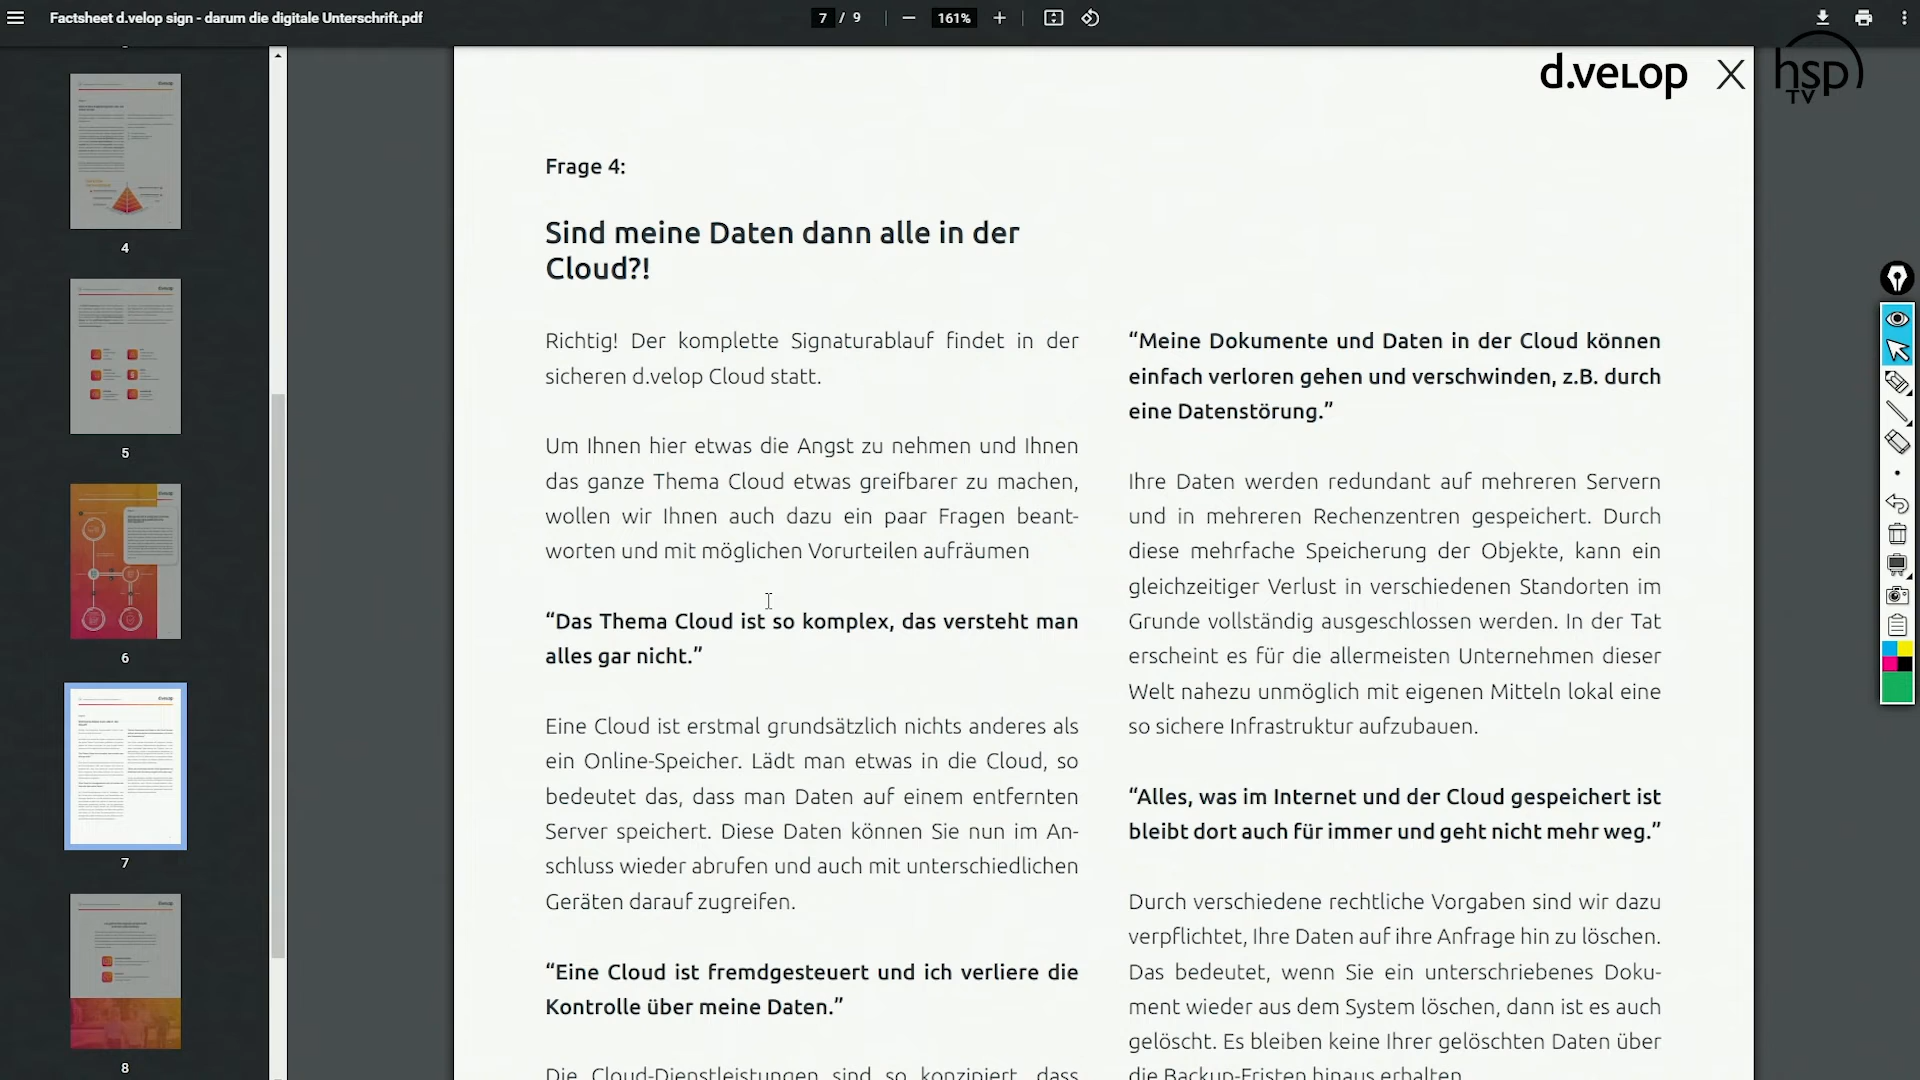 Factsheet d.velop sign - darum die digitale Unterschrift.pdf
7 / 9
161%
4
5
6
7
8
d.velop X hsp TV
Frage 4:
Sind meine Daten dann alle in der
Cloud?!
Richtig! Der komplette Signaturablauf findet in der
sicheren d.velop Cloud statt.
Um Ihnen hier etwas die Angst zu nehmen und Ihnen
das ganze Thema Cloud etwas greifbarer zu machen,
wollen wir Ihnen auch dazu ein paar Fragen beant-
worten und mit möglichen Vorurteilen aufräumen
“Das Thema Cloud ist so komplex, das versteht man
alles gar nicht.”
Eine Cloud ist erstmal grundsätzlich nichts anderes als
ein Online-Speicher. Lädt man etwas in die Cloud, so
bedeutet das, dass man Daten auf einem entfernten
Server speichert. Diese Daten können Sie nun im An-
schluss wieder abrufen und auch mit unterschiedlichen
Geräten darauf zugreifen.
“Eine Cloud ist fremdgesteuert und ich verliere die
Kontrolle über meine Daten.”
Die Cloud-Dienstleistungen sind so konzipiert, dass
“Meine Dokumente und Daten in der Cloud können
einfach verloren gehen und verschwinden, z.B. durch
eine Datenstörung.”
Ihre Daten werden redundant auf mehreren Servern
und in mehreren Rechenzentren gespeichert. Durch
diese mehrfache Speicherung der Objekte, kann ein
gleichzeitiger Verlust in verschiedenen Standorten im
Grunde vollständig ausgeschlossen werden. In der Tat
erscheint es für die allermeisten Unternehmen dieser
Welt nahezu unmöglich mit eigenen Mitteln lokal eine
so sichere Infrastruktur aufzubauen.
“Alles, was im Internet und der Cloud gespeichert ist
bleibt dort auch für immer und geht nicht mehr weg.”
Durch verschiedene rechtliche Vorgaben sind wir dazu
verpflichtet, Ihre Daten auf ihre Anfrage hin zu löschen.
Das bedeutet, wenn Sie ein unterschriebenes Doku-
ment wieder aus dem System löschen, dann ist es auch
gelöscht. Es bleiben keine Ihrer gelöschten Daten über
die Backup-Fristen hinaus erhalten.